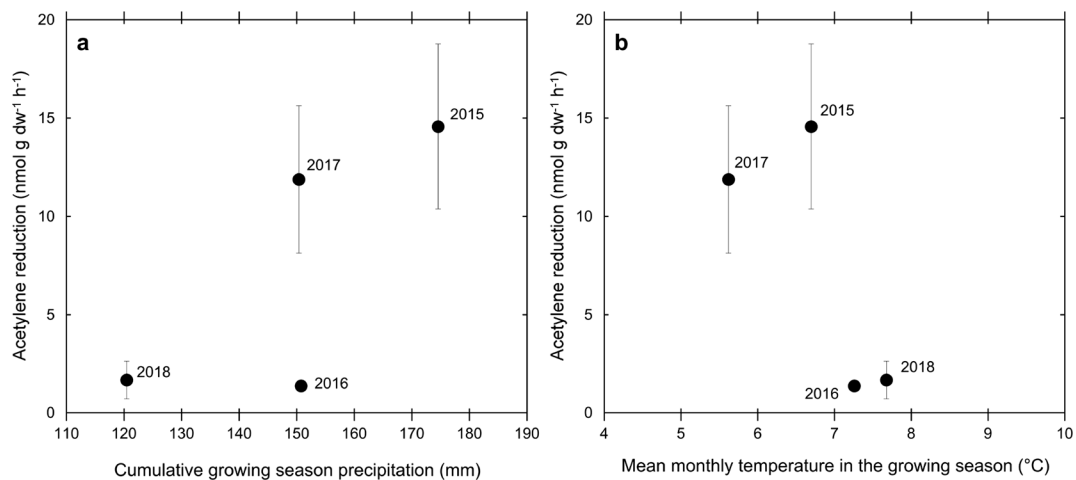 a
20
15
10
5
0
Acetylene reduction (nmol g dw⁻¹ h⁻¹)
2015
2017
2018
2016
110 120 130 140 150 160 170 180 190
Cumulative growing season precipitation (mm)
b
20
15
10
5
0
Acetylene reduction (nmol g dw⁻¹ h⁻¹)
2015
2017
2018
2016
4 5 6 7 8 9 10
Mean monthly temperature in the growing season (°C)